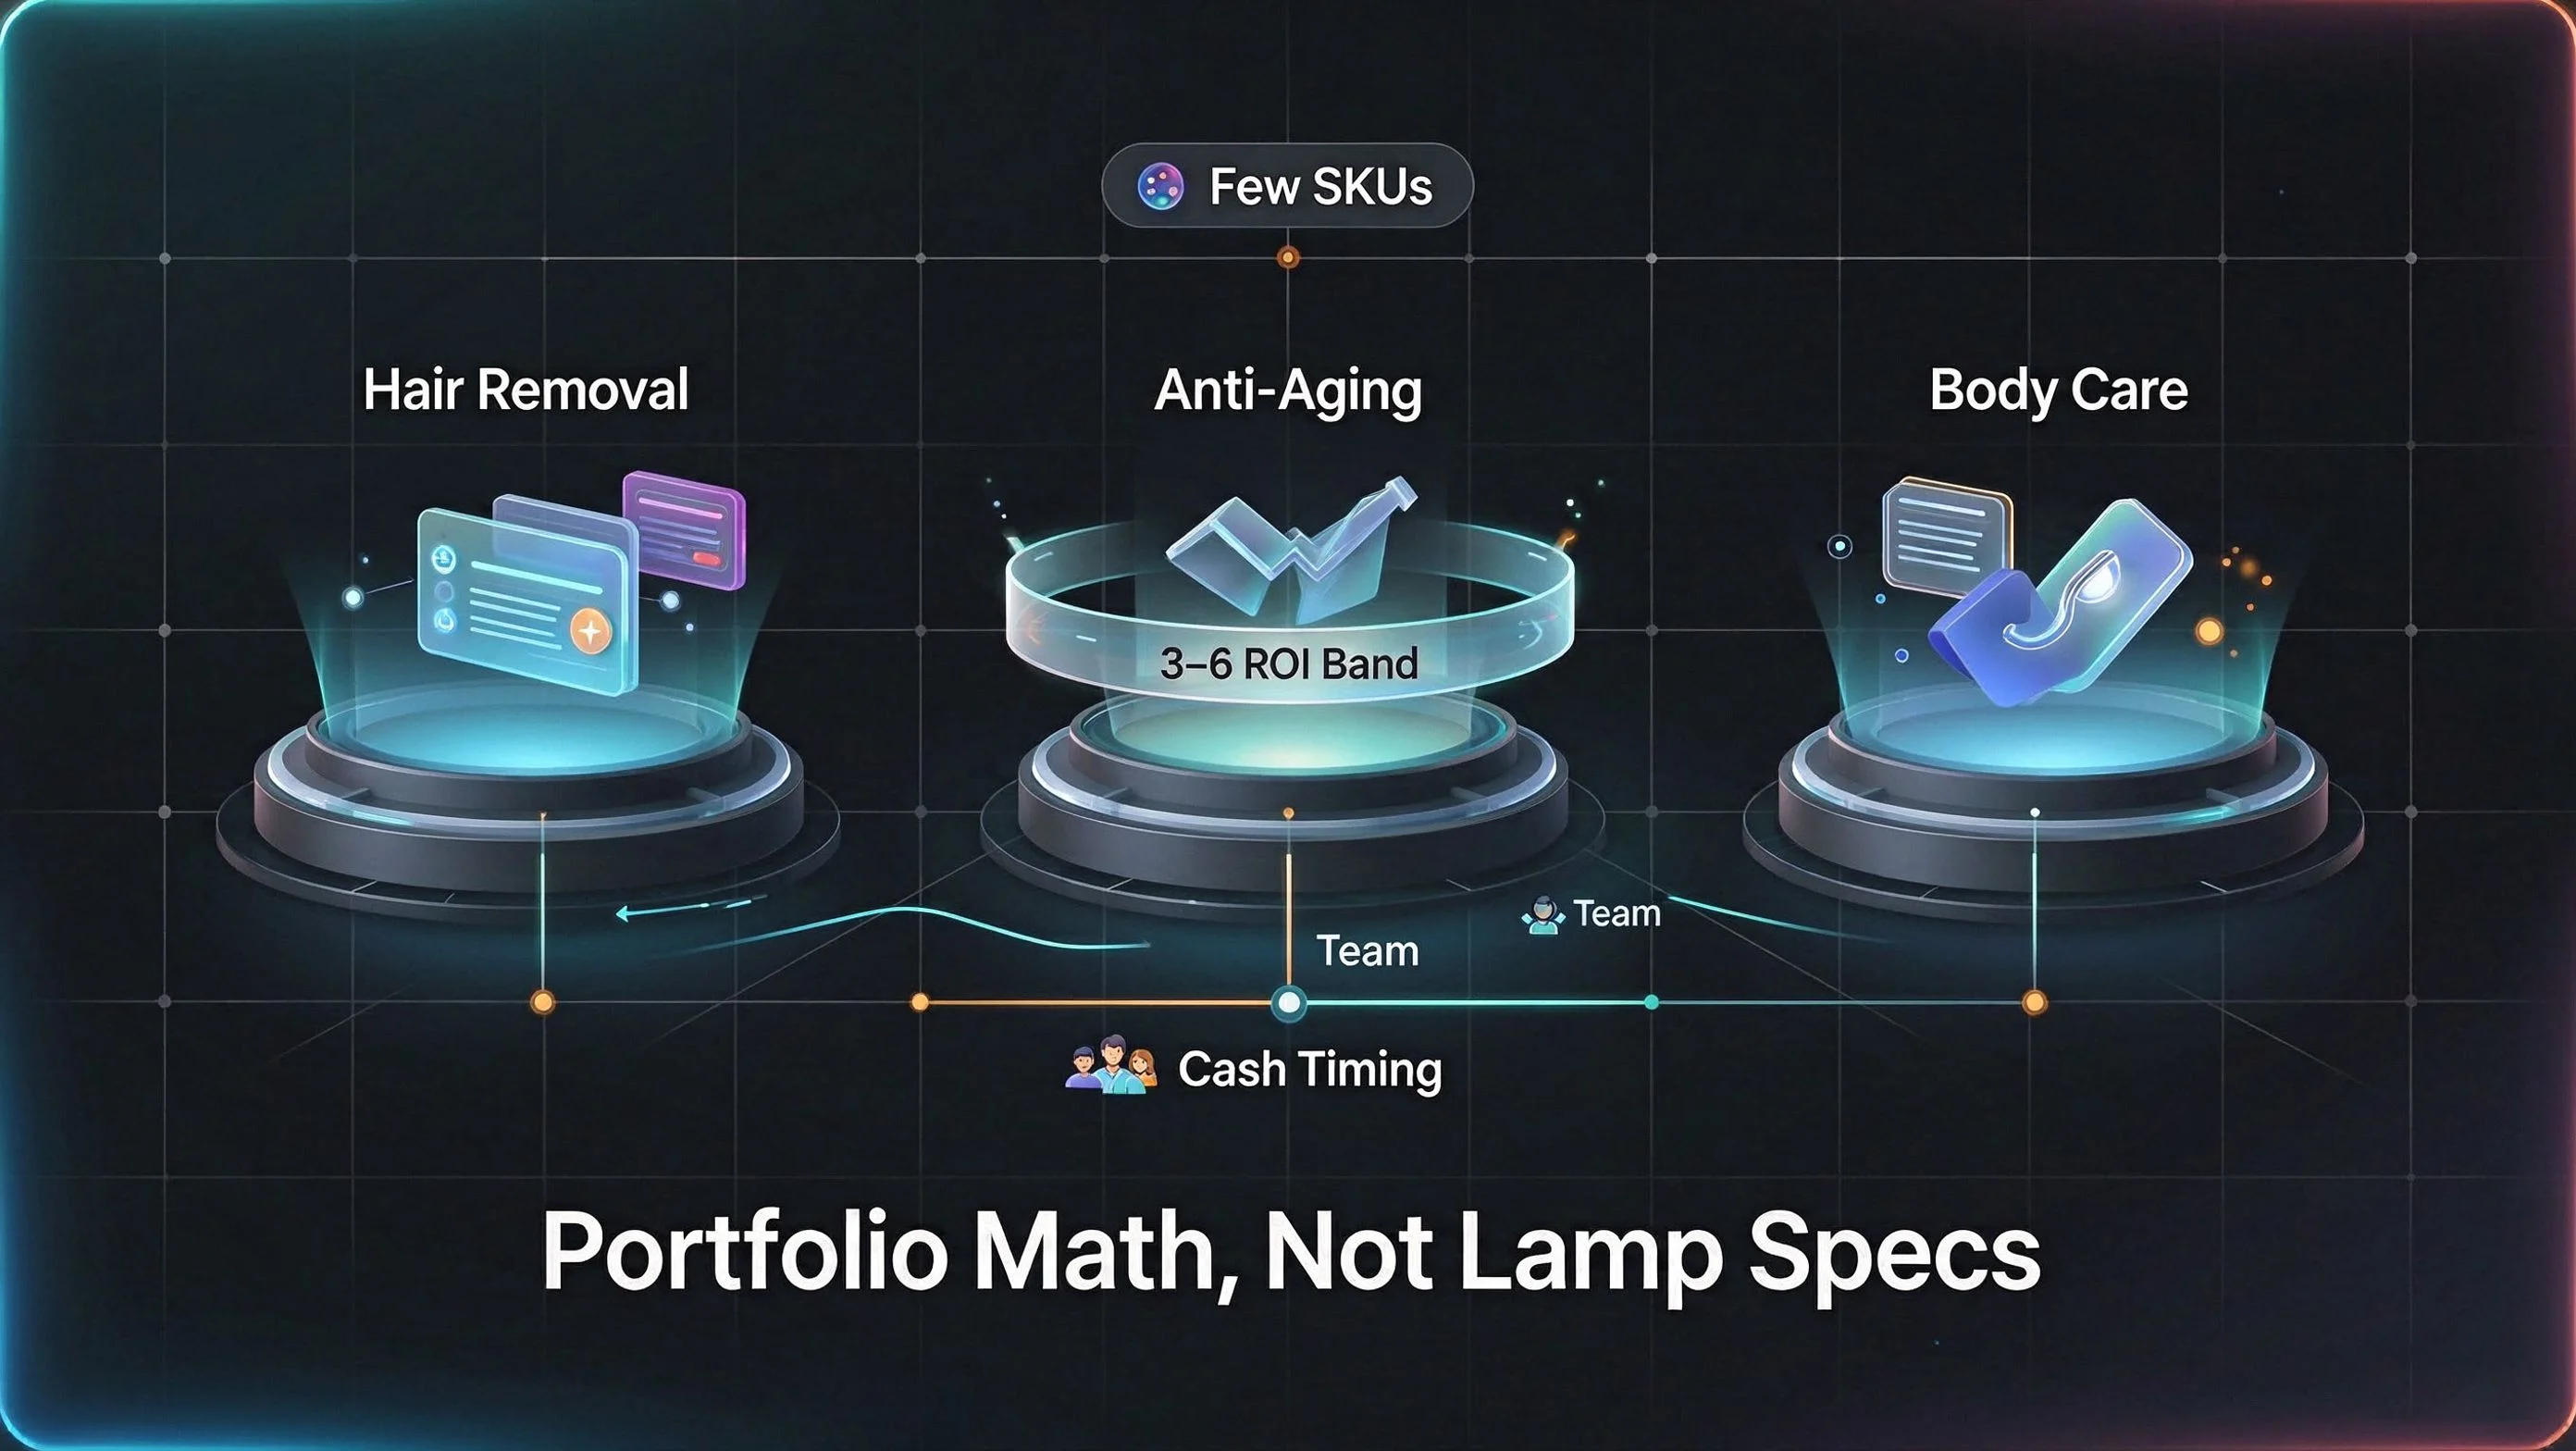 Few SKUs
Hair Removal
Anti-Aging
Body Care
3–6 ROI Band
Team
Team
Cash Timing
Portfolio Math, Not Lamp Specs